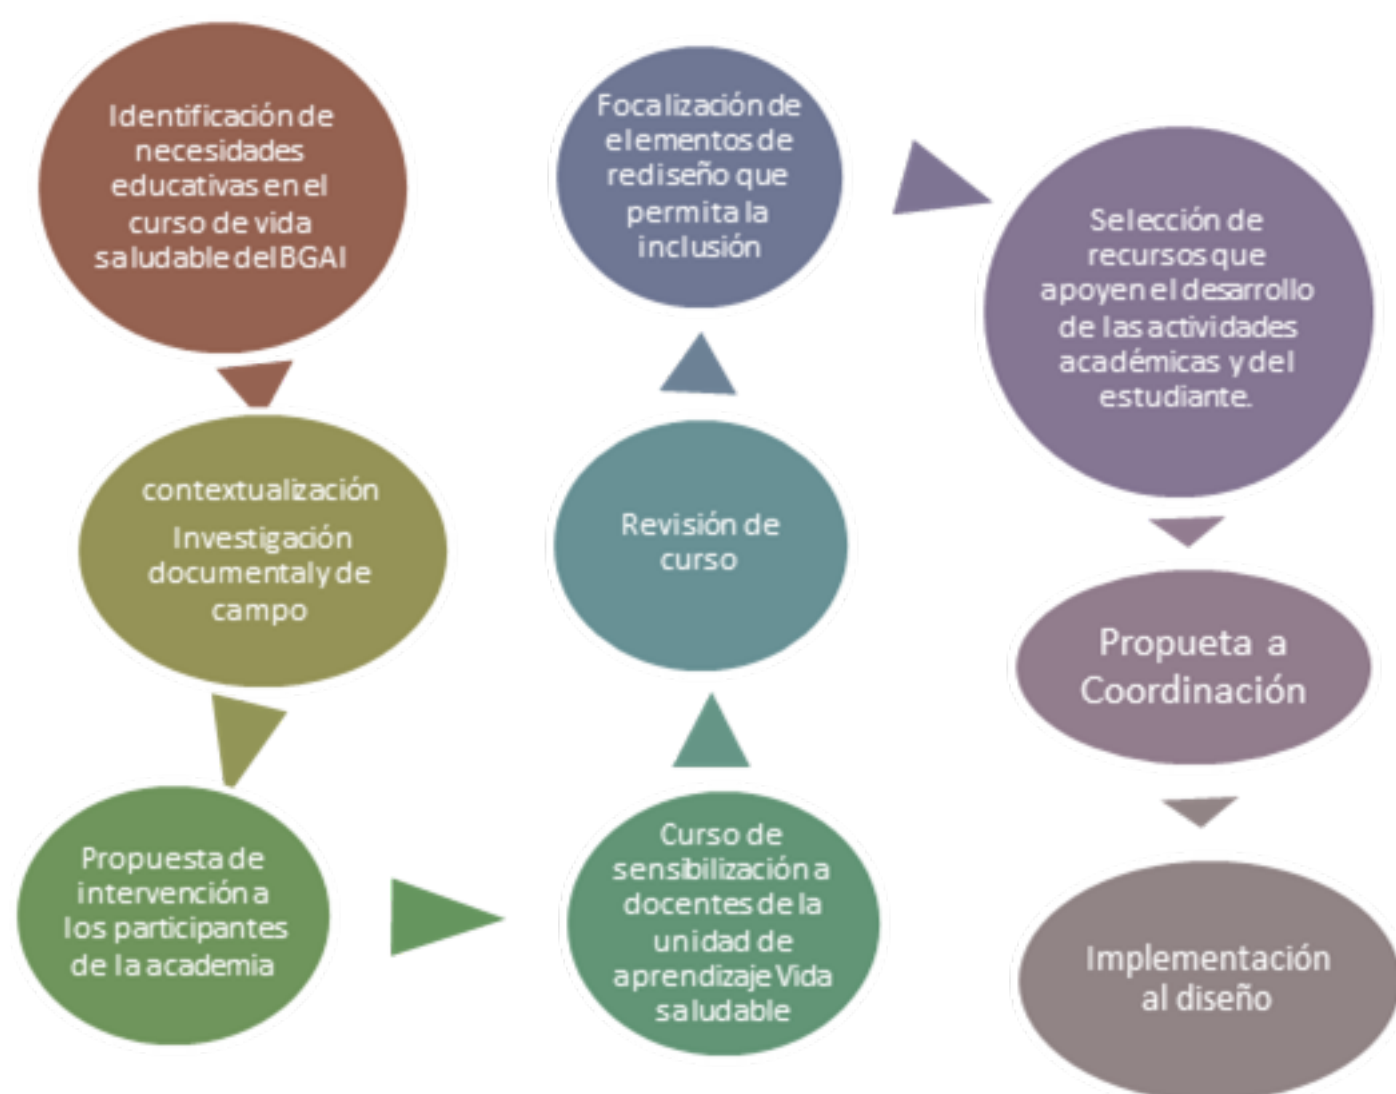 Identificación de
necesidades
educativas en el
curso de vida
saludable del BGAI
contextualización
Investigación
documental y de
campo
Propuesta de
intervención a
los participantes
de la academia
Curso de
sensibilización a
docentes de la
unidad de
aprendizaje Vida
saludable
Revisión de
curso
Focalización de
elementos de
rediseño que
permita la
inclusión
Selección de
recursos que
apoyen el desarrollo
de las actividades
académicas y del
estudiante.
Propueta a
Coordinación
Implementación
al diseño